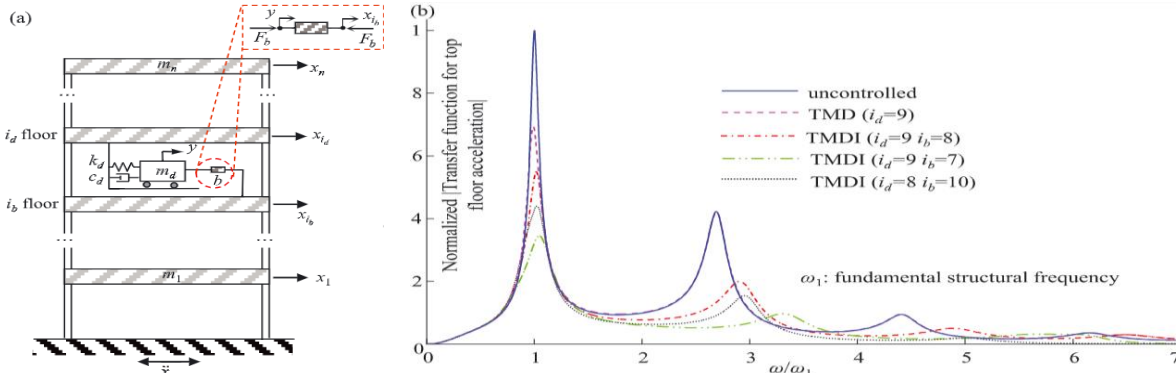 (a)
y
x_{i_b}
F_b
F_b
m_n
x_n
...
...
i_d floor
x_{i_d}
y
k_d
c_d
m_d
b
i_b floor
x_{i_b}
...
...
m_1
x_1
ẍ
(b)
Normalized |Transfer function for top
floor acceleration|
1
8
6
4
2
0
1
2
3
4
5
6
7
ω/ω_1
uncontrolled
TMD (i_d=9)
TMDI (i_d=9 i_b=8)
TMDI (i_d=9 i_b=7)
TMDI (i_d=8 i_b=10)
ω_1: fundamental structural frequency